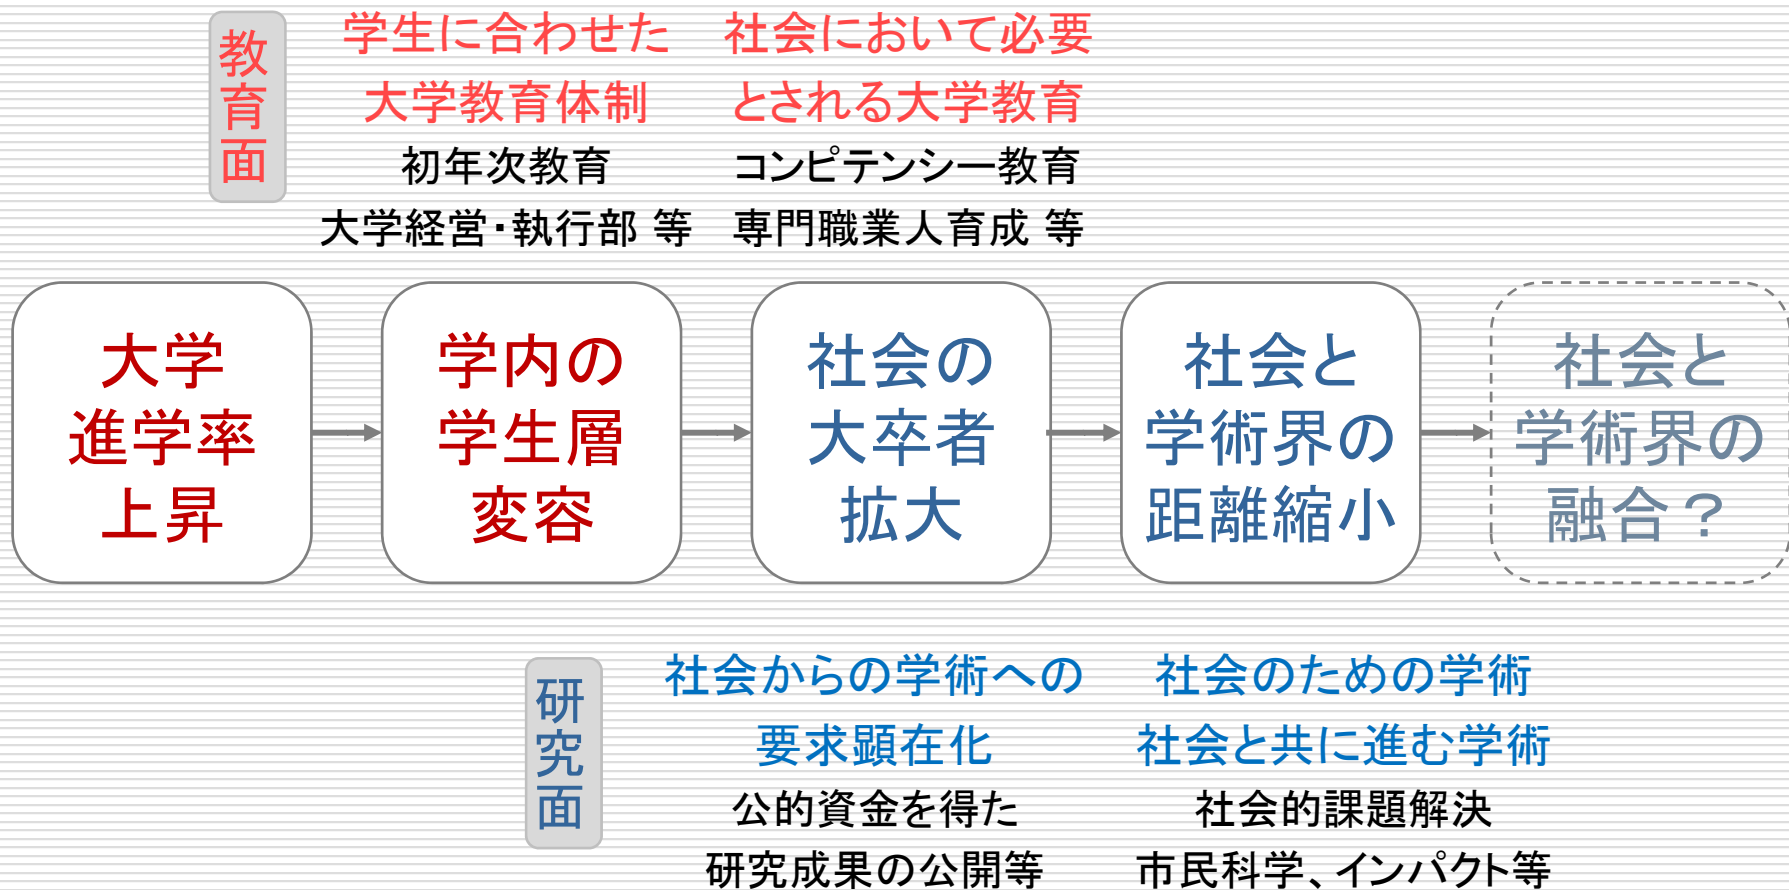 教育面
学生に合わせた
大学教育体制
初年次教育
大学経営・執行部 等
社会において必要
とされる大学教育
コンピテンシー教育
専門職業人育成 等
大学
進学率
上昇
学内の
学生層
変容
社会の
大卒者
拡大
社会と
学術界の
距離縮小
社会と
学術界の
融合？
研究面
社会からの学術への
要求顕在化
公的資金を得た
研究成果の公開等
社会のための学術
社会と共に進む学術
社会的課題解決
市民科学、インパクト等